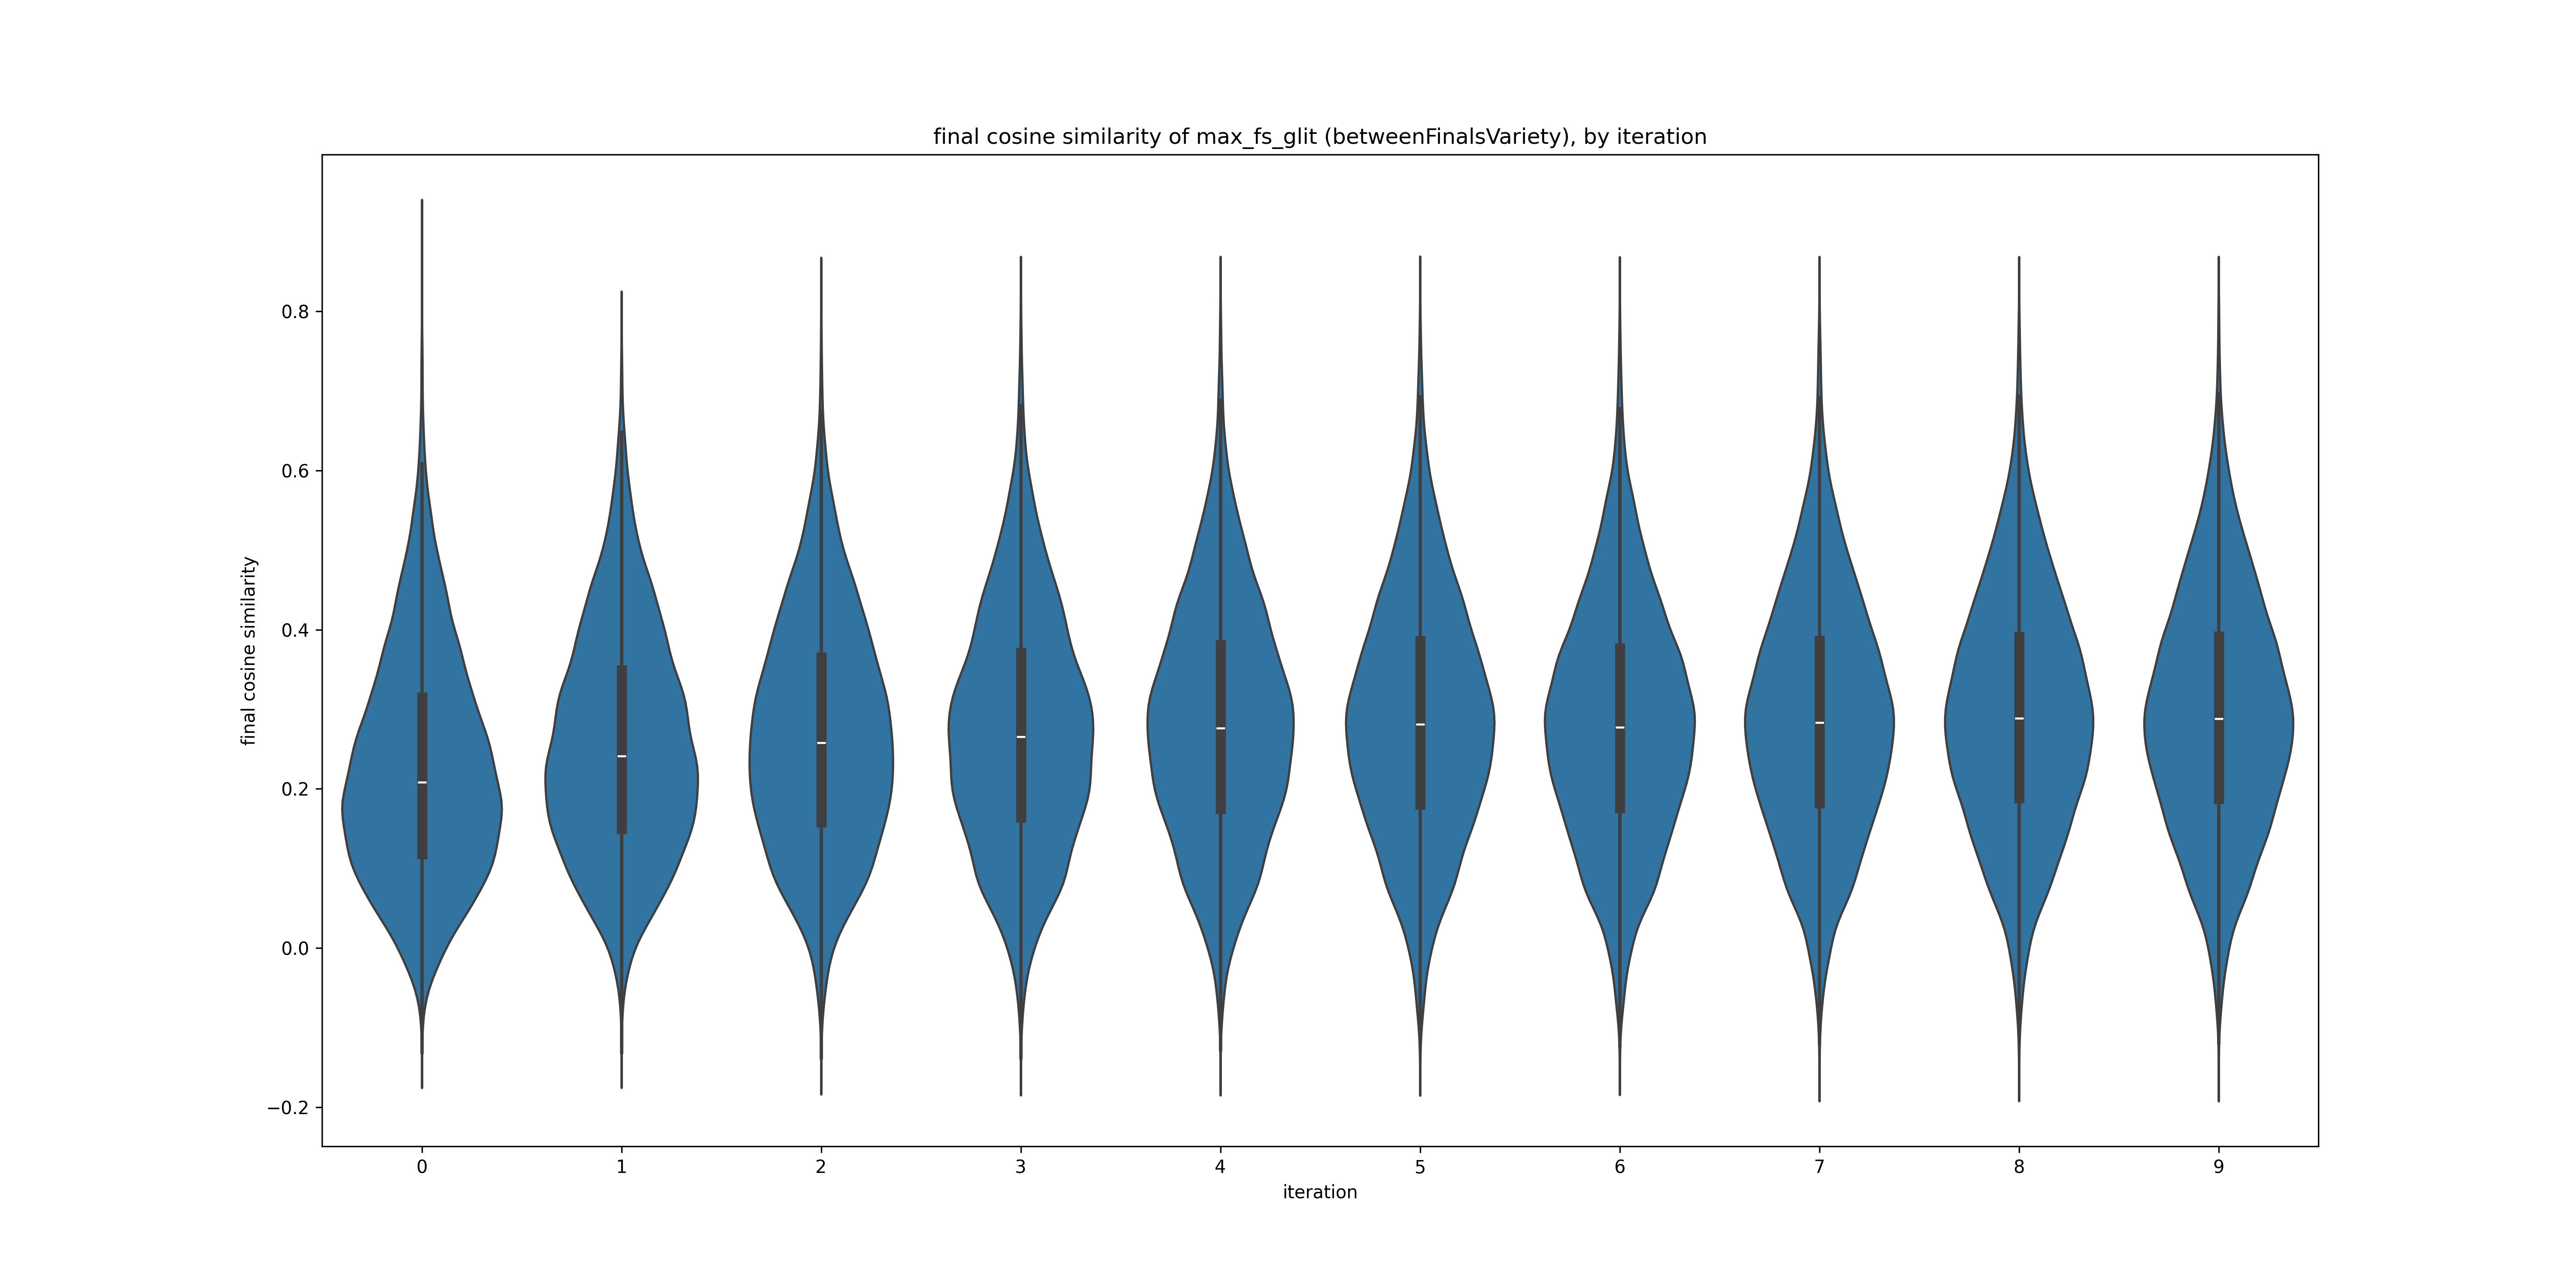 final cosine similarity of max_fs_glit (betweenFinalsVariety), by iteration
final cosine similarity
0.8
0.6
0.4
0.2
0.0
−0.2
0 1 2 3 4 5 6 7 8 9
iteration